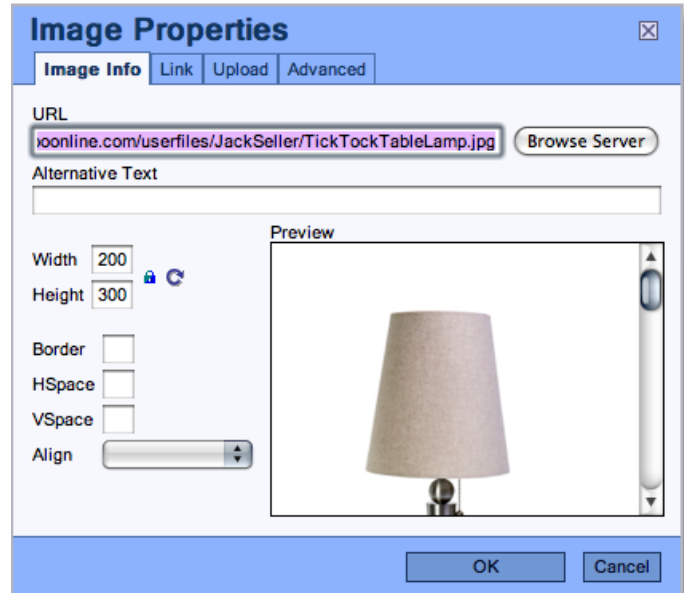 Image Properties
Image Info Link Upload Advanced
URL
oonline.com/userfiles/JackSeller/TickTockTableLamp.jpg Browse Server
Alternative Text
Preview
Width 200
Height 300
Border
HSpace
VSpace
Align
OK Cancel